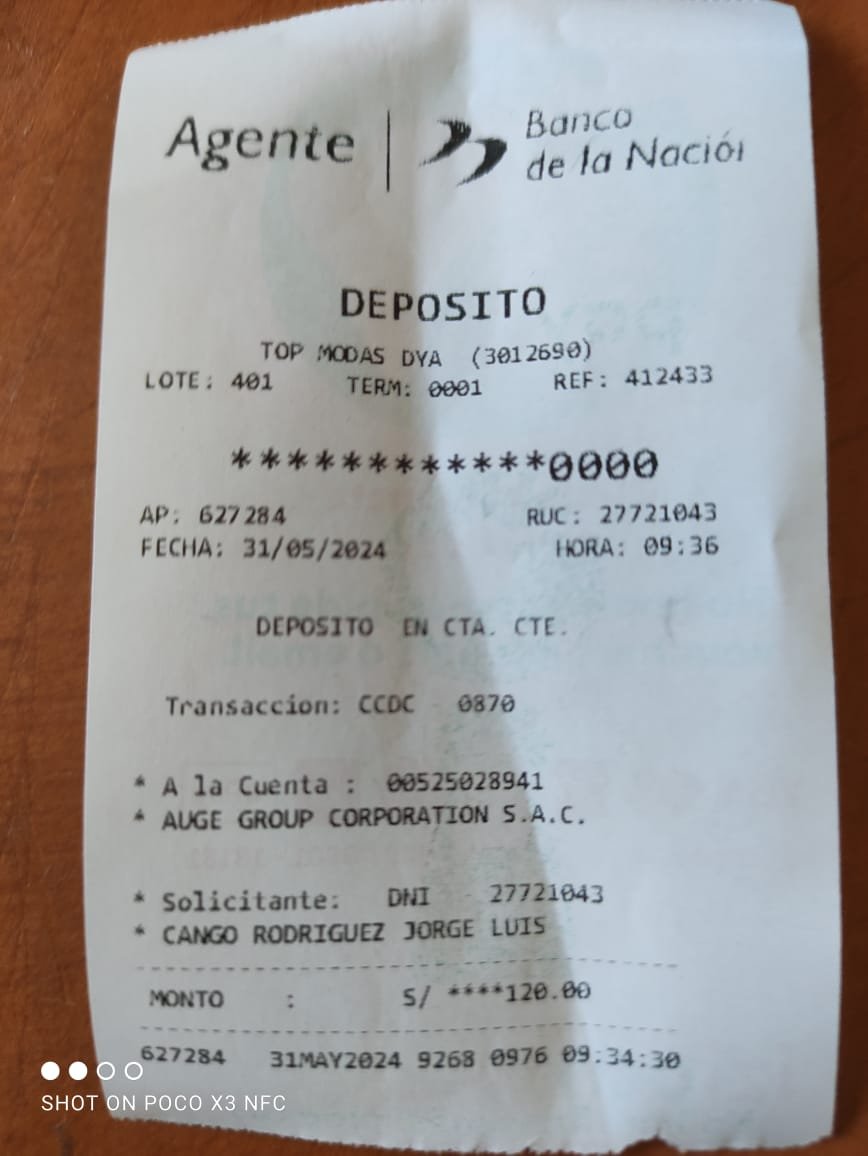 Agente | Banco
de la Nación
DEPOSITO
TOP MODAS DYA (3012690)
LOTE: 401 TERM: 0001 REF: 412433
************0000
AP: 627284 RUC: 27721043
FECHA: 31/05/2024 HORA: 09:36
DEPOSITO EN CTA. CTE.
Transaccion: CCDC - 0870
* A la Cuenta : 00525028941
* AUGE GROUP CORPORATION S.A.C.
* Solicitante: DNI - 27721043
* CANGO RODRIGUEZ JORGE LUIS
MONTO : S/ ****120.00
627284 31MAY2024 9268 0976 09:34:30
SHOT ON POCO X3 NFC